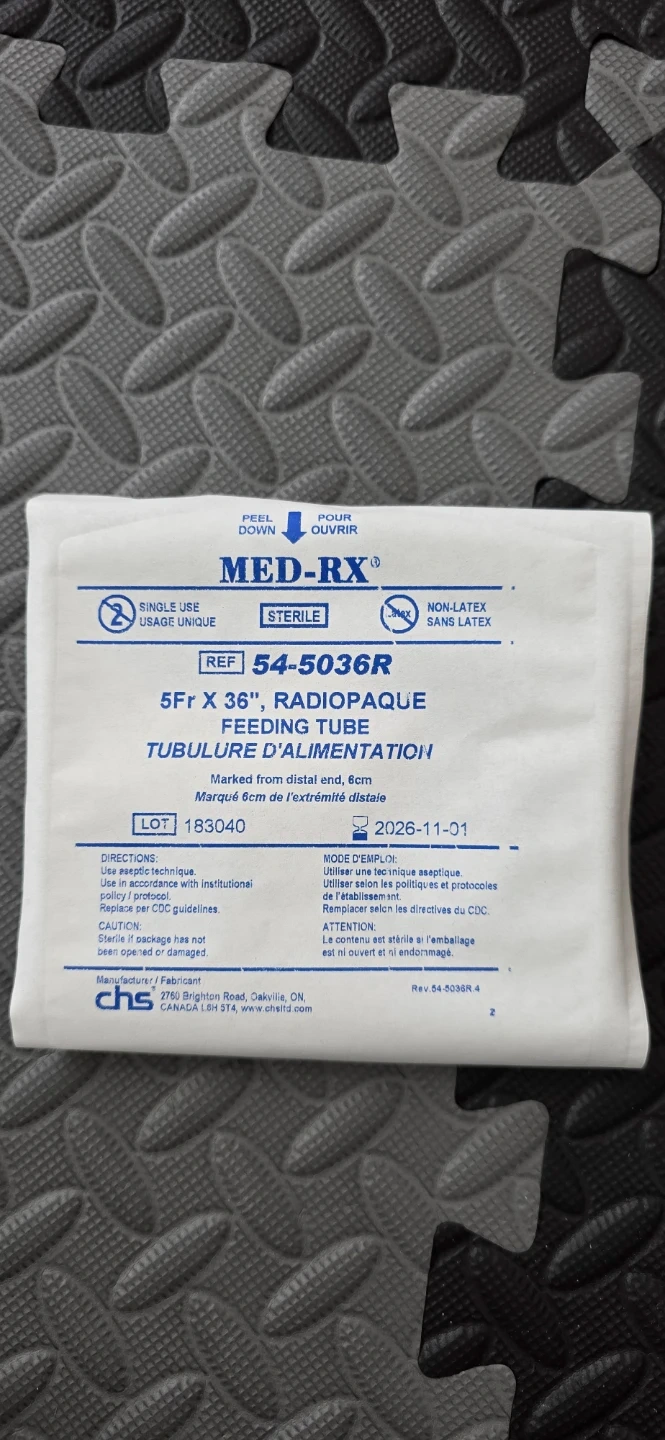 PEEL DOWN POUR OUVRIR
MED-RX®
2 SINGLE USE USAGE UNIQUE
STERILE
Latex NON-LATEX SANS LATEX
REF 54-5036R
5Fr X 36", RADIOPAQUE
FEEDING TUBE
TUBULURE D'ALIMENTATION
Marked from distal end, 6cm
Marqué 6cm de l'extrémité distale
LOT 183040 2026-11-01
DIRECTIONS:
Use aseptic technique.
Use in accordance with institutional
policy / protocol.
Replace per CDC guidelines.
CAUTION:
Sterile if package has not
been opened or damaged.
MODE D'EMPLOI:
Utiliser une technique aseptique.
Utiliser selon les politiques et protocoles
de l'établissement.
Remplacer selon les directives du CDC.
ATTENTION:
Le contenu est stérile si l'emballage
est ni ouvert et ni endommagé.
Manufacturer / Fabricant
chs 2760 Brighton Road, Oakville, ON,
CANADA L6H 5T4, www.chsltd.com
Rev.54-5036R.4
2